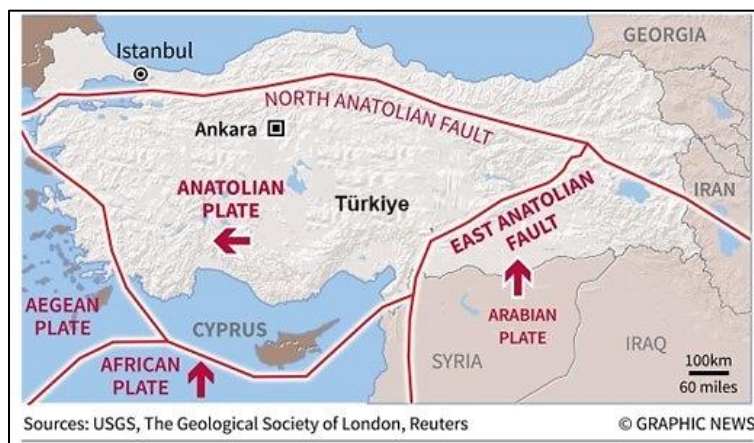 GEORGIA
Istanbul
NORTH ANATOLIAN FAULT
Ankara
IRAN
ANATOLIAN
PLATE
Türkiye
EAST ANATOLIAN
FAULT
AEGEAN
PLATE
CYPRUS
ARABIAN
PLATE
IRAQ
AFRICAN
PLATE
SYRIA
100km
60 miles
Sources: USGS, The Geological Society of London, Reuters
© GRAPHIC NEWS